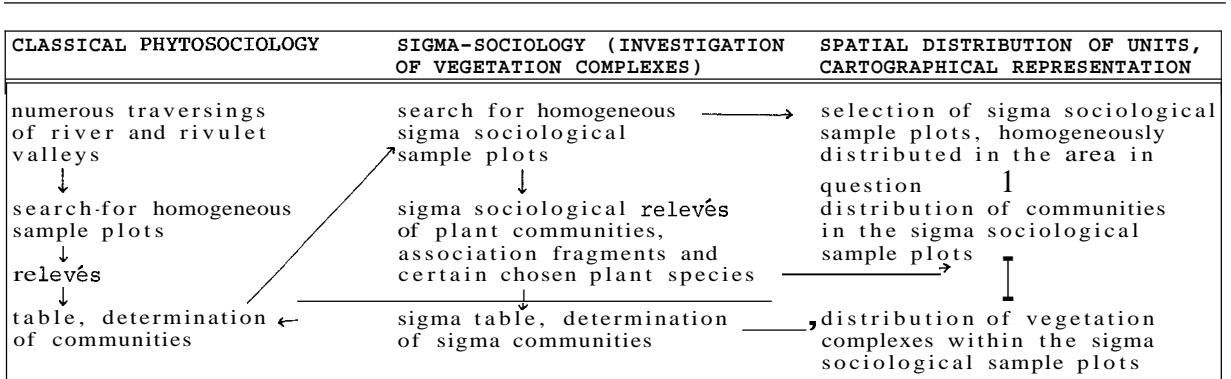 CLASSICAL PHYTOSOCIOLOGY
numerous traversings
of river and rivulet
valleys
search-for homogeneous
sample plots
relevés
table, determination
of communities
SIGMA-SOCIOLOGY (INVESTIGATION
OF VEGETATION COMPLEXES)
search for homogeneous
sigma sociological
sample plots
sigma sociological relevés
of plant communities,
association fragments and
certain chosen plant species
sigma table, determination
of sigma communities
SPATIAL DISTRIBUTION OF UNITS,
CARTOGRAPHICAL REPRESENTATION
selection of sigma sociological
sample plots, homogeneously
distributed in the area in
question
distribution of communities
in the sigma sociological
sample plots
distribution of vegetation
complexes within the sigma
sociological sample plots